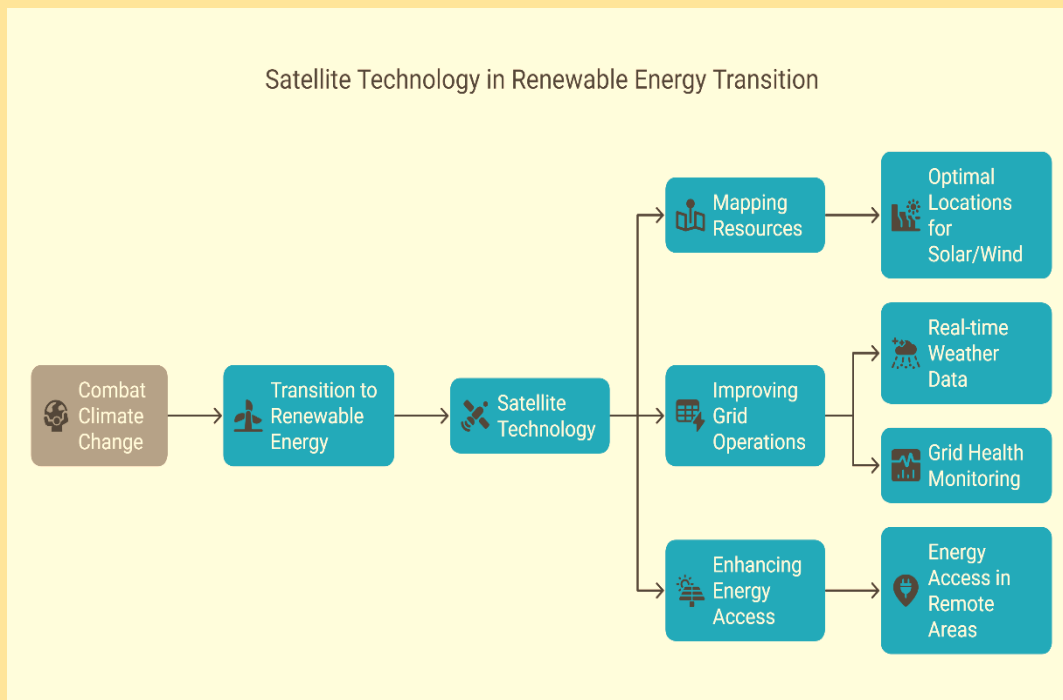 Satellite Technology in Renewable Energy Transition
Combat
Climate
Change
Transition to
Renewable
Energy
Satellite
Technology
Mapping
Resources
Optimal
Locations
for
Solar/Wind
Improving
Grid
Operations
Real-time
Weather
Data
Grid Health
Monitoring
Enhancing
Energy
Access
Energy
Access in
Remote
Areas